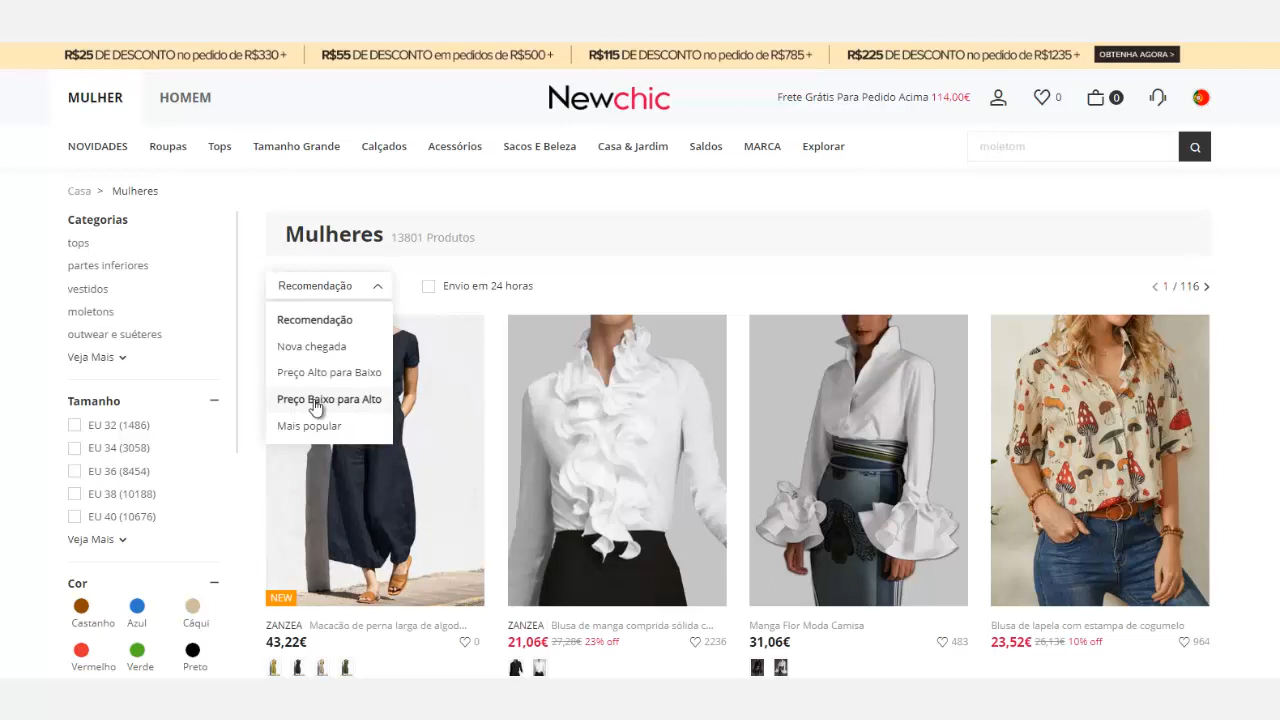 R$25 DE DESCONTO no pedido de R$330 +
R$55 DE DESCONTO em pedidos de R$500 +
R$115 DE DESCONTO no pedido de R$785 +
R$225 DE DESCONTO no pedido de R$1235 +
OBTENHA AGORA >
MULHER
HOMEM
Newchic
Frete Grátis Para Pedido Acima 114.00€
0
0
NOVIDADES
Roupas
Tops
Tamanho Grande
Calçados
Acessórios
Sacos E Beleza
Casa & Jardim
Saldos
MARCA
Explorar
moletom
Casa > Mulheres
Categorias
tops
partes inferiores
vestidos
moletons
outwear e suéteres
Veja Mais
Tamanho
EU 32 (1486)
EU 34 (3058)
EU 36 (8454)
EU 38 (10188)
EU 40 (10676)
Veja Mais
Cor
Castanho
Azul
Cáqui
Vermelho
Verde
Preto
Mulheres 13801 Produtos
Recomendação
Envio em 24 horas
< 1 / 116 >
Recomendação
Nova chegada
Preço Alto para Baixo
Preço Baixo para Alto
Mais popular
NEW
ZANZEA | Macacão de perna larga de algod...
43,22€
0
ZANZEA | Blusa de manga comprida sólida c...
21,06€ 27,28€ 23% off
2236
Manga Flor Moda Camisa
31,06€
483
Blusa de lapela com estampa de cogumelo
23,52€ 26,13€ 10% off
964